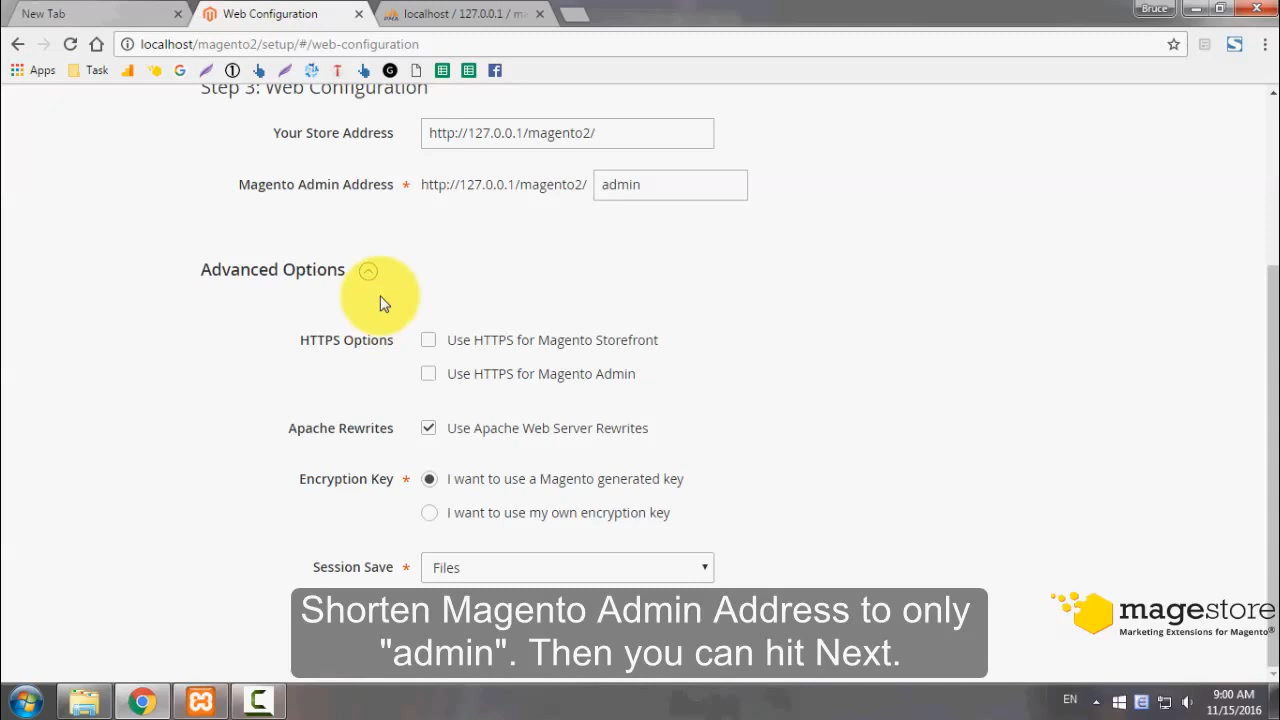 New Tab
Web Configuration
localhost / 127.0.0.1 / m
Bruce
localhost/magento2/setup/#/web-configuration
Apps
Task
Step 3: Web Configuration
Your Store Address
http://127.0.0.1/magento2/
Magento Admin Address * http://127.0.0.1/magento2/ admin
Advanced Options
HTTPS Options
Use HTTPS for Magento Storefront
Use HTTPS for Magento Admin
Apache Rewrites
Use Apache Web Server Rewrites
Encryption Key *
I want to use a Magento generated key
I want to use my own encryption key
Session Save *
Files
Shorten Magento Admin Address to only
"admin". Then you can hit Next.
magestore
Marketing Extensions for Magento®
EN
9:00 AM
11/15/2016